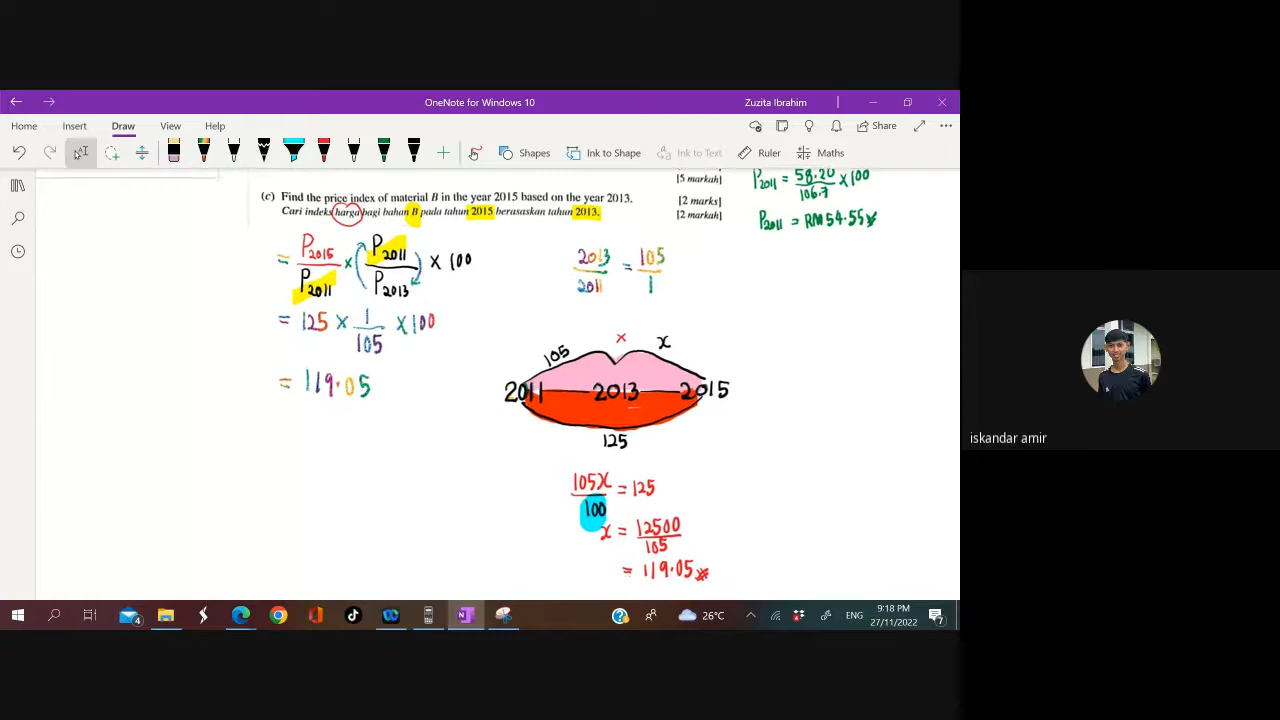 OneNote for Windows 10
Zuzita Ibrahim
Home Insert Draw View Help
Share
Shapes Ink to Shape Ink to Text Ruler Maths
[5 markah]
P2011 = 58.20/106.7 × 100
P2011 = RM 54.55
(c) Find the price index of material B in the year 2015 based on the year 2013.
[2 marks]
Cari indeks harga bagi bahan B pada tahun 2015 berasaskan tahun 2013.
[2 markah]
= P2015/P2011 × P2011/P2013 × 100
= 125 × 1/105 × 100
= 119.05
2013/2011 = 105/1
105 × x
2011 2013 2015
125
105x/100 = 125
x = 12500/105
= 119.05
iskandar amir
4
26°C
ENG
9:18 PM
27/11/2022
7